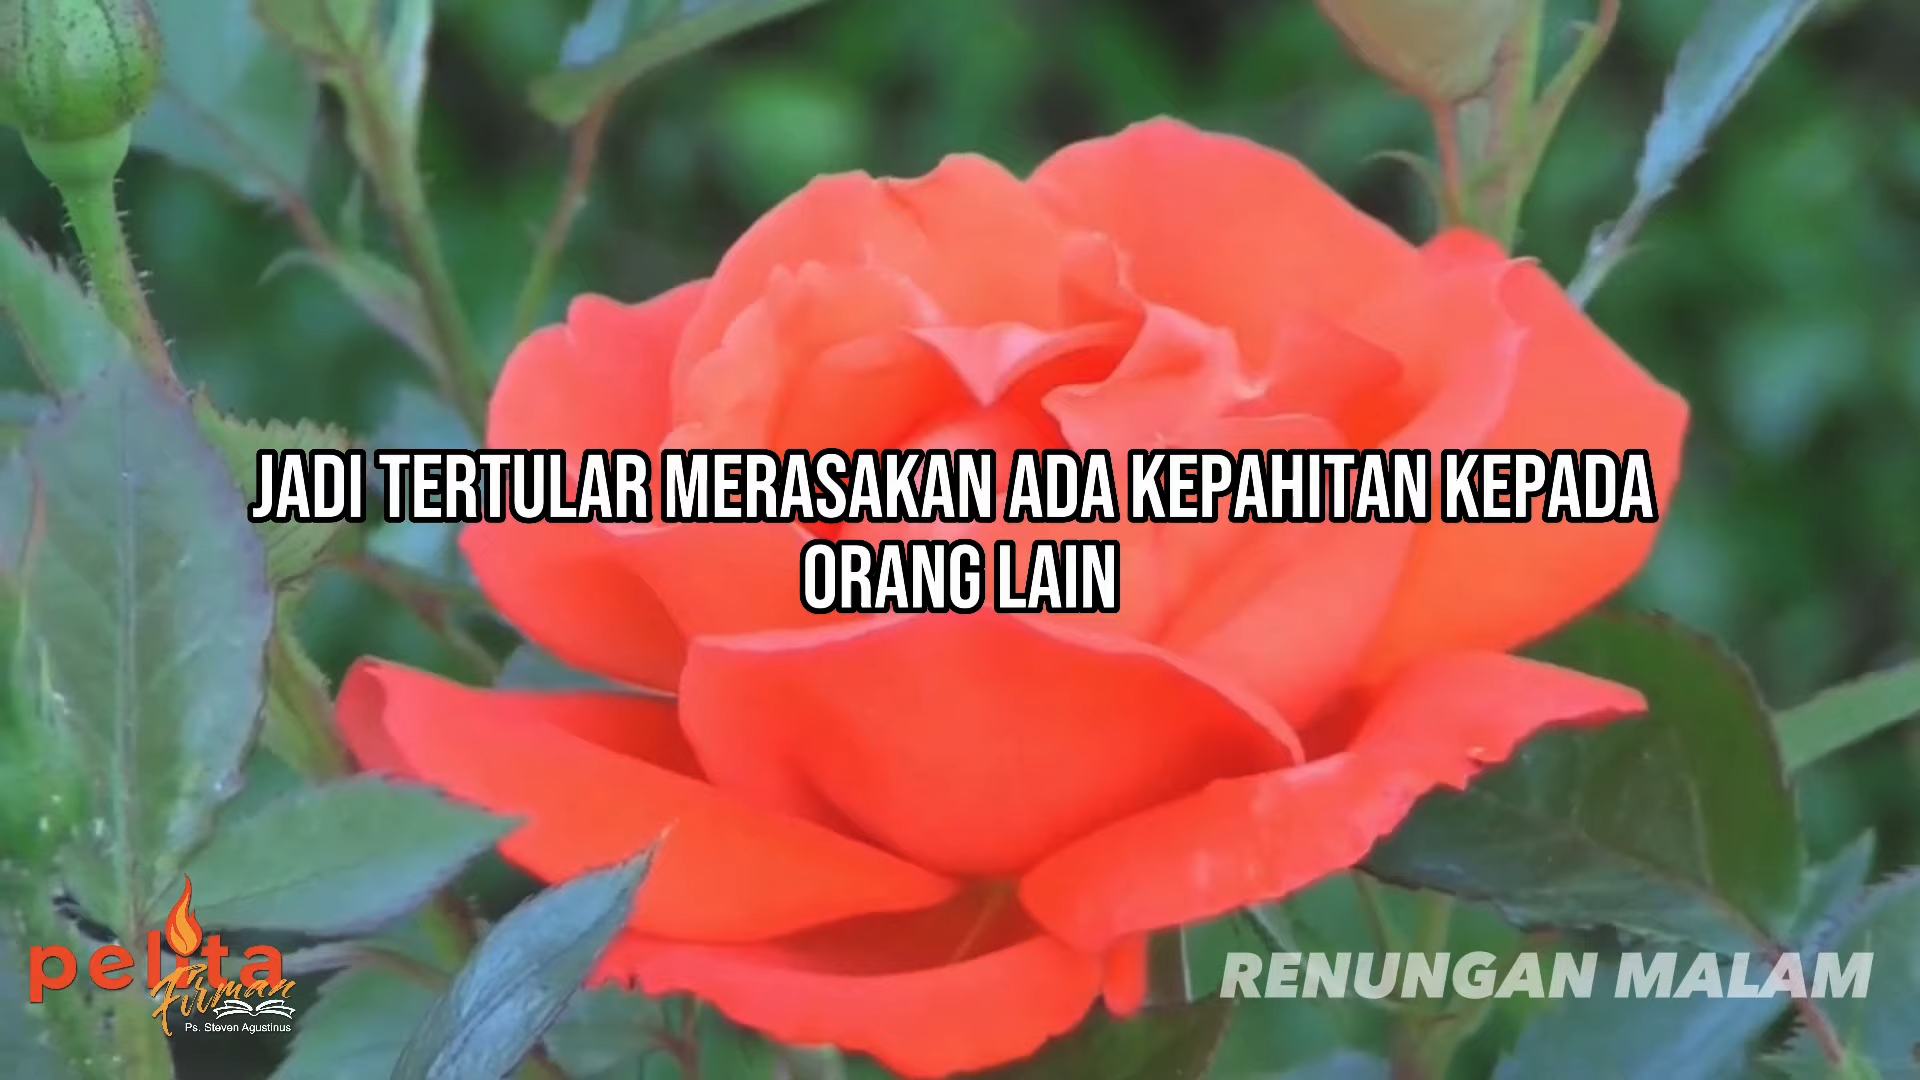 JADI TERTULAR MERASAKAN ADA KEPAHITAN KEPADA
ORANG LAIN
pelita
Firman
Ps. Steven Agustinus
RENUNGAN MALAM